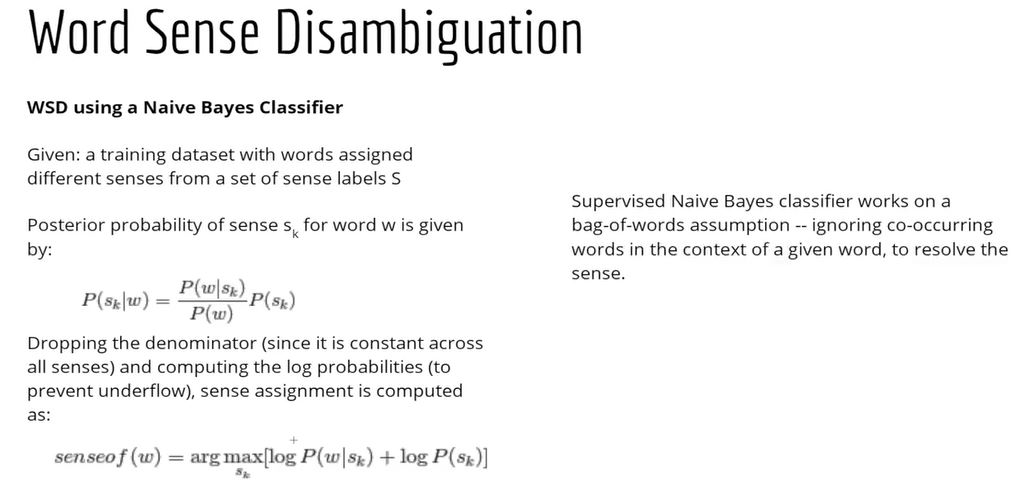 Word Sense Disambiguation
WSD using a Naive Bayes Classifier
Given: a training dataset with words assigned
different senses from a set of sense labels S
Posterior probability of sense s_k for word w is given
by:
P(s_k|w) = \frac{P(w|s_k)}{P(w)} P(s_k)
Dropping the denominator (since it is constant across
all senses) and computing the log probabilities (to
prevent underflow), sense assignment is computed
as:
senseof(w) = \arg\max_{s_k}[\log P(w|s_k) + \log P(s_k)]
Supervised Naive Bayes classifier works on a
bag-of-words assumption -- ignoring co-occurring
words in the context of a given word, to resolve the
sense.